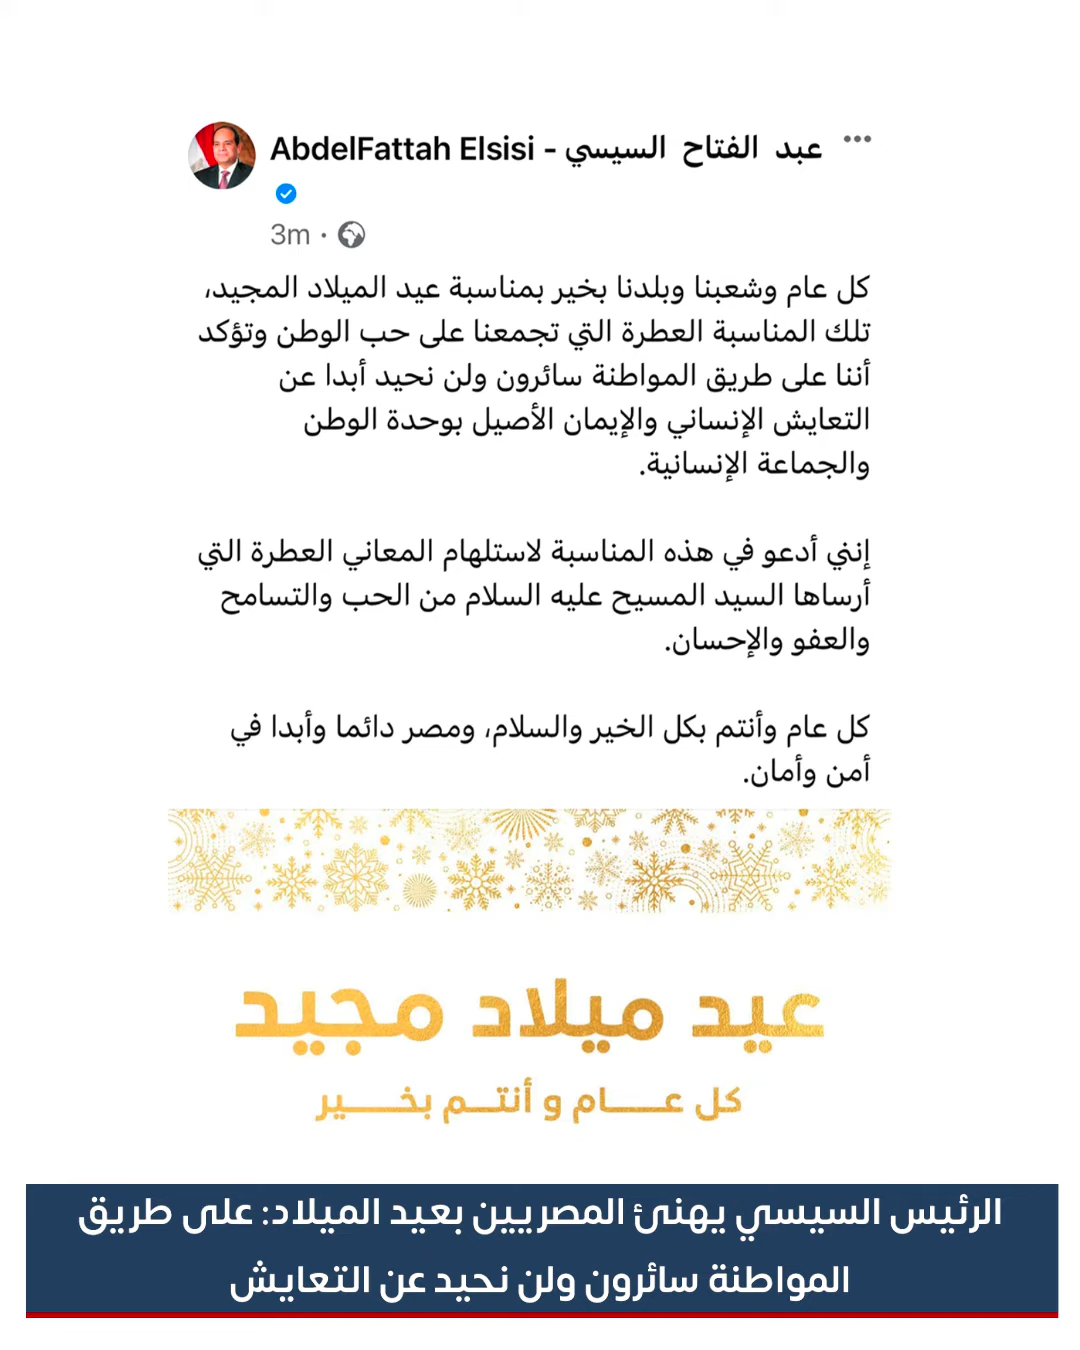 AbdelFattah Elsisi - عبد الفتاح السيسي
3m
كل عام وشعبنا وبلدنا بخير بمناسبة عيد الميلاد المجيد،
تلك المناسبة العطرة التي تجمعنا على حب الوطن وتؤكد
أننا على طريق المواطنة سائرون ولن نحيد أبدا عن
التعايش الإنساني والإيمان الأصيل بوحدة الوطن
والجماعة الإنسانية.
إنني أدعو في هذه المناسبة لاستلهام المعاني العطرة التي
أرساها السيد المسيح عليه السلام من الحب والتسامح
والعفو والإحسان.
كل عام وأنتم بكل الخير والسلام، ومصر دائما وأبدا في
أمن وأمان.
عيد ميلاد مجيد
كل عـــام و أنتـم بخــــير
الرئيس السيسي يهنئ المصريين بعيد الميلاد: على طريق
المواطنة سائرون ولن نحيد عن التعايش